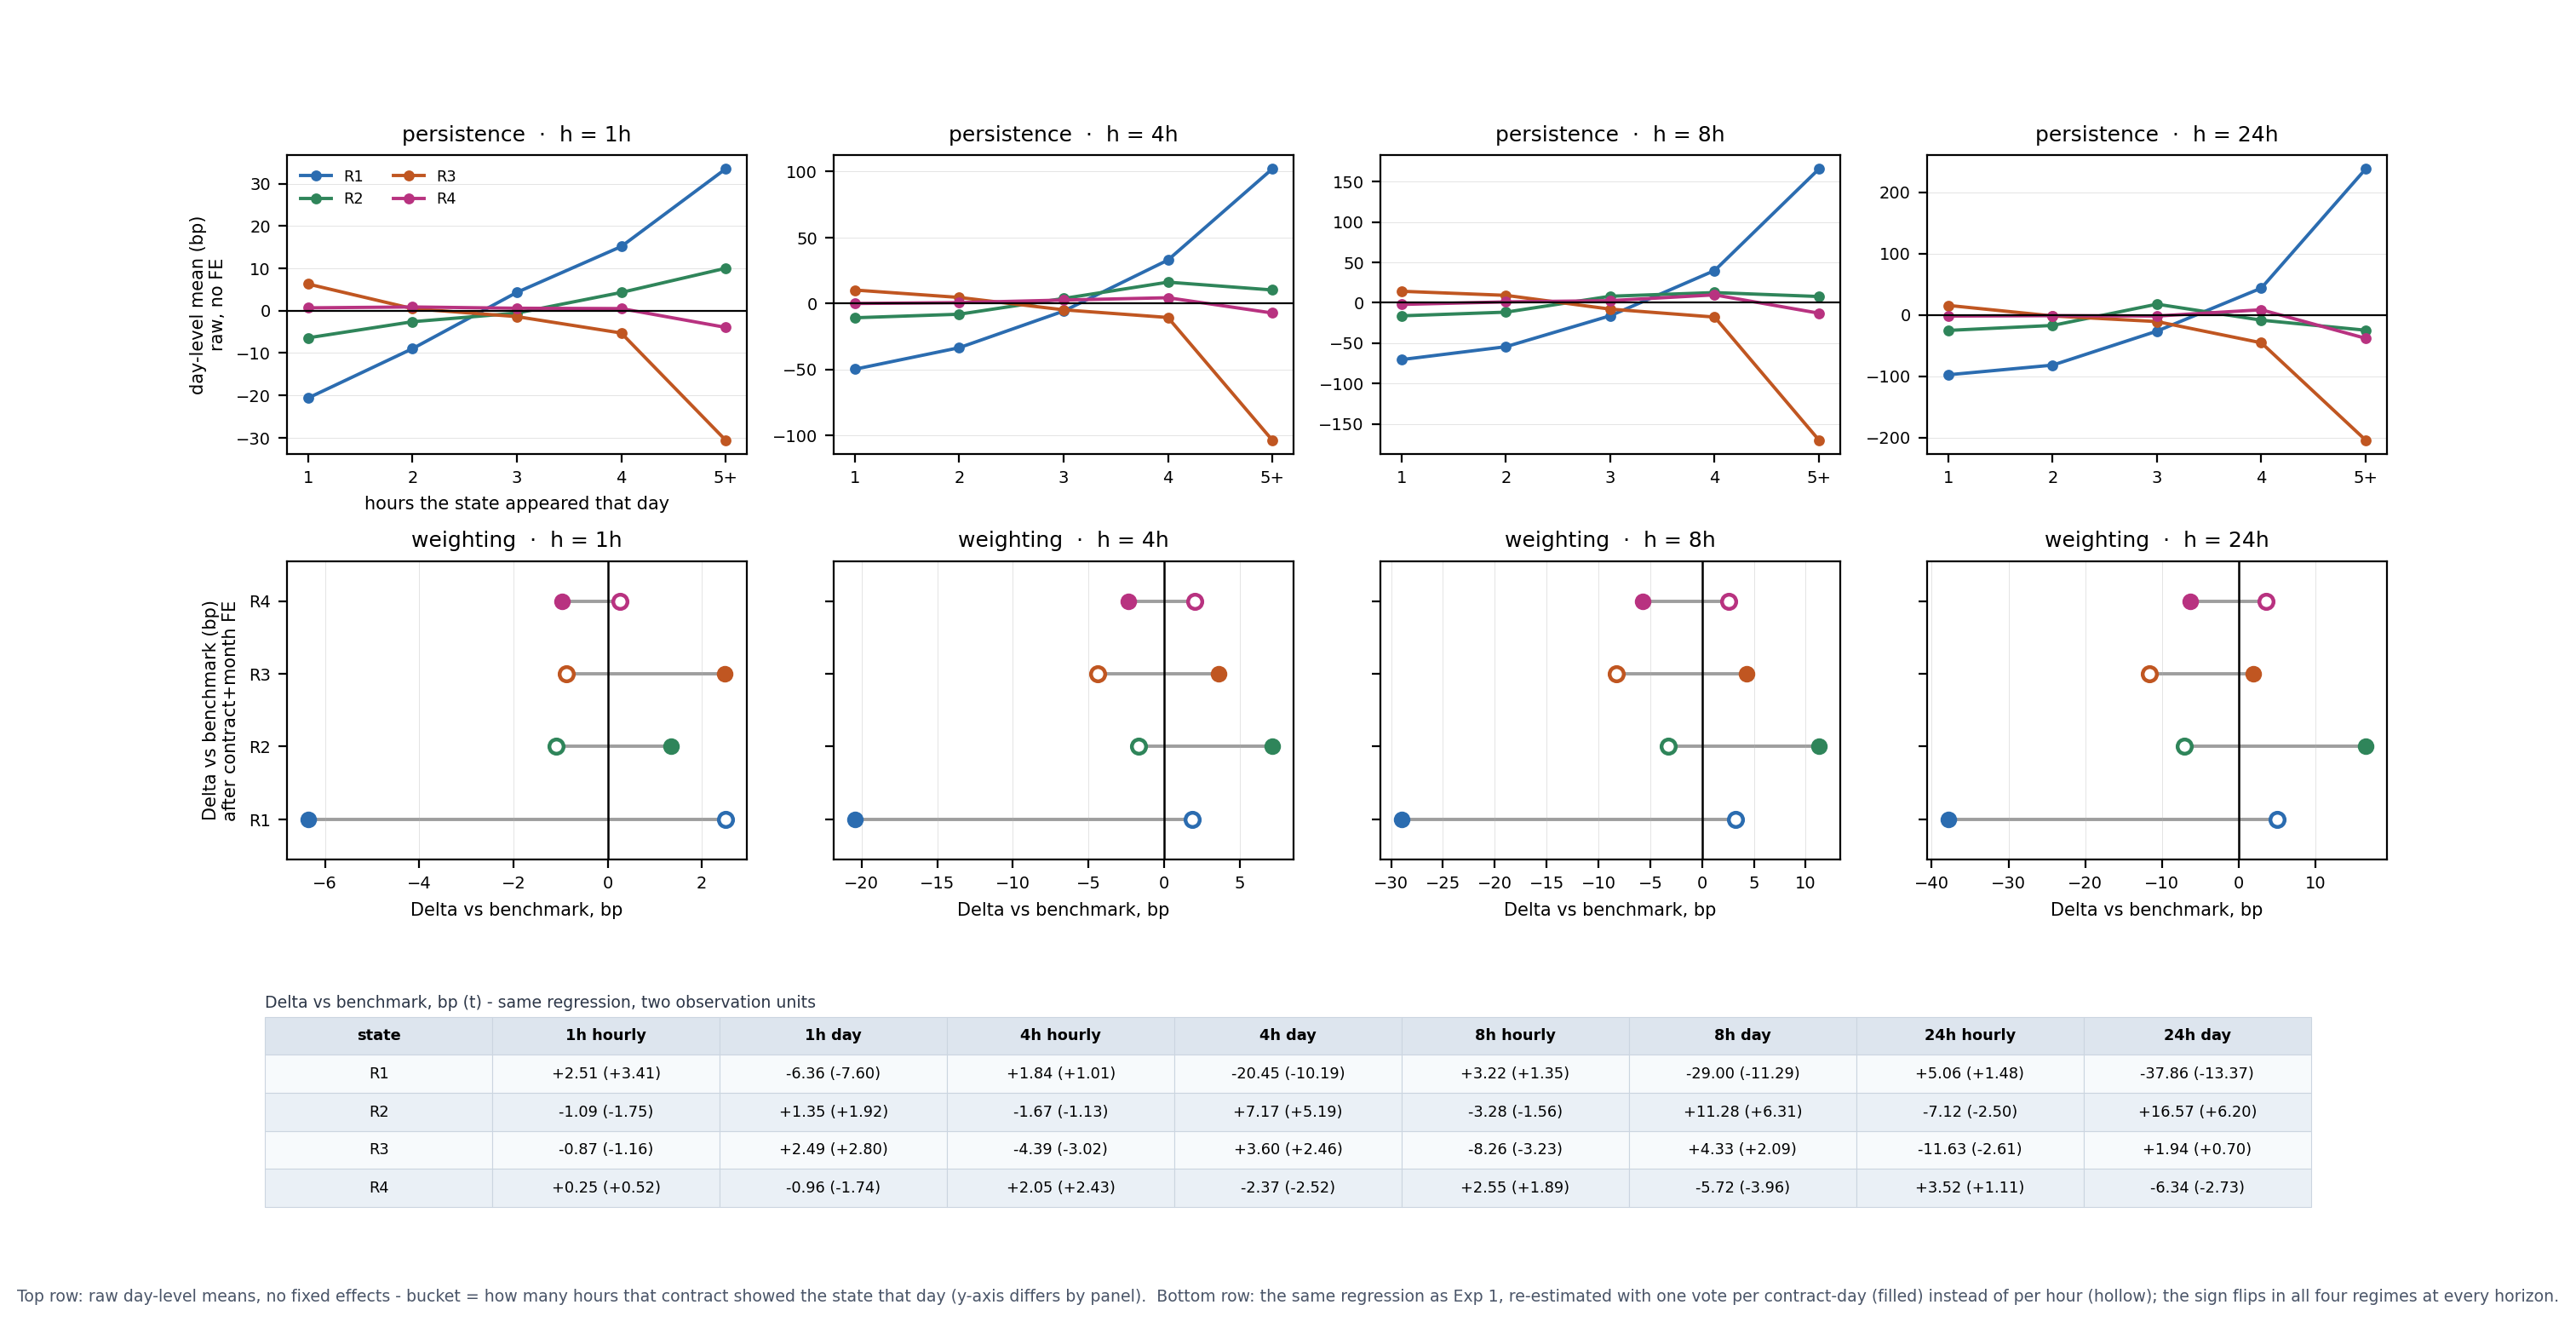 persistence · h = 1h
persistence · h = 4h
persistence · h = 8h
persistence · h = 24h
R1 R3
R2 R4
day-level mean (bp)
raw, no FE
30
20
10
0
−10
−20
−30
1 2 3 4 5+
hours the state appeared that day
100
50
0
−50
−100
1 2 3 4 5+
150
100
50
0
−50
−100
−150
1 2 3 4 5+
200
100
0
−100
−200
1 2 3 4 5+
weighting · h = 1h
weighting · h = 4h
weighting · h = 8h
weighting · h = 24h
Delta vs benchmark (bp)
after contract+month FE
R4
R3
R2
R1
−6 −4 −2 0 2
Delta vs benchmark, bp
−20 −15 −10 −5 0 5
Delta vs benchmark, bp
−30 −25 −20 −15 −10 −5 0 5 10
Delta vs benchmark, bp
−40 −30 −20 −10 0 10
Delta vs benchmark, bp
Delta vs benchmark, bp (t) - same regression, two observation units
state 1h hourly 1h day 4h hourly 4h day 8h hourly 8h day 24h hourly 24h day
R1 +2.51 (+3.41) -6.36 (-7.60) +1.84 (+1.01) -20.45 (-10.19) +3.22 (+1.35) -29.00 (-11.29) +5.06 (+1.48) -37.86 (-13.37)
R2 -1.09 (-1.75) +1.35 (+1.92) -1.67 (-1.13) +7.17 (+5.19) -3.28 (-1.56) +11.28 (+6.31) -7.12 (-2.50) +16.57 (+6.20)
R3 -0.87 (-1.16) +2.49 (+2.80) -4.39 (-3.02) +3.60 (+2.46) -8.26 (-3.23) +4.33 (+2.09) -11.63 (-2.61) +1.94 (+0.70)
R4 +0.25 (+0.52) -0.96 (-1.74) +2.05 (+2.43) -2.37 (-2.52) +2.55 (+1.89) -5.72 (-3.96) +3.52 (+1.11) -6.34 (-2.73)
Top row: raw day-level means, no fixed effects - bucket = how many hours that contract showed the state that day (y-axis differs by panel).  Bottom row: the same regression as Exp 1, re-estimated with one vote per contract-day (filled) instead of per hour (hollow); the sign flips in all four regimes at every horizon.